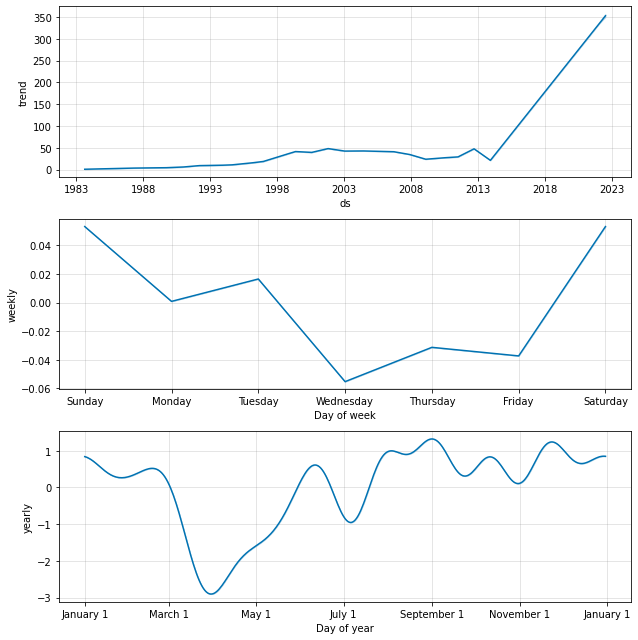 350
300
250
200
150
100
50
0
trend
1983 1988 1993 1998 2003 2008 2013 2018 2023
ds
0.04
0.02
0.00
−0.02
−0.04
−0.06
weekly
Sunday Monday Tuesday Wednesday Thursday Friday Saturday
Day of week
1
0
−1
−2
−3
yearly
January 1 March 1 May 1 July 1 September 1 November 1 January 1
Day of year